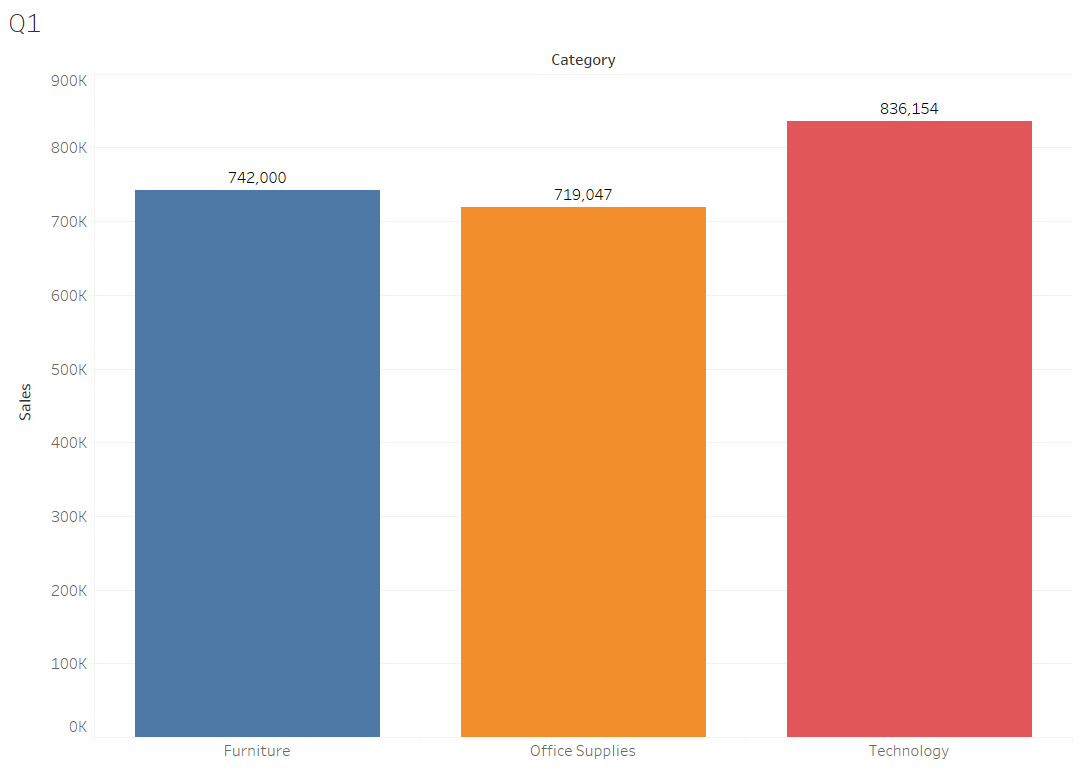 Q1
Category
900K
836,154
800K
742,000
719,047
700K
600K
500K
Sales
400K
300K
200K
100K
0K
Furniture Office Supplies Technology